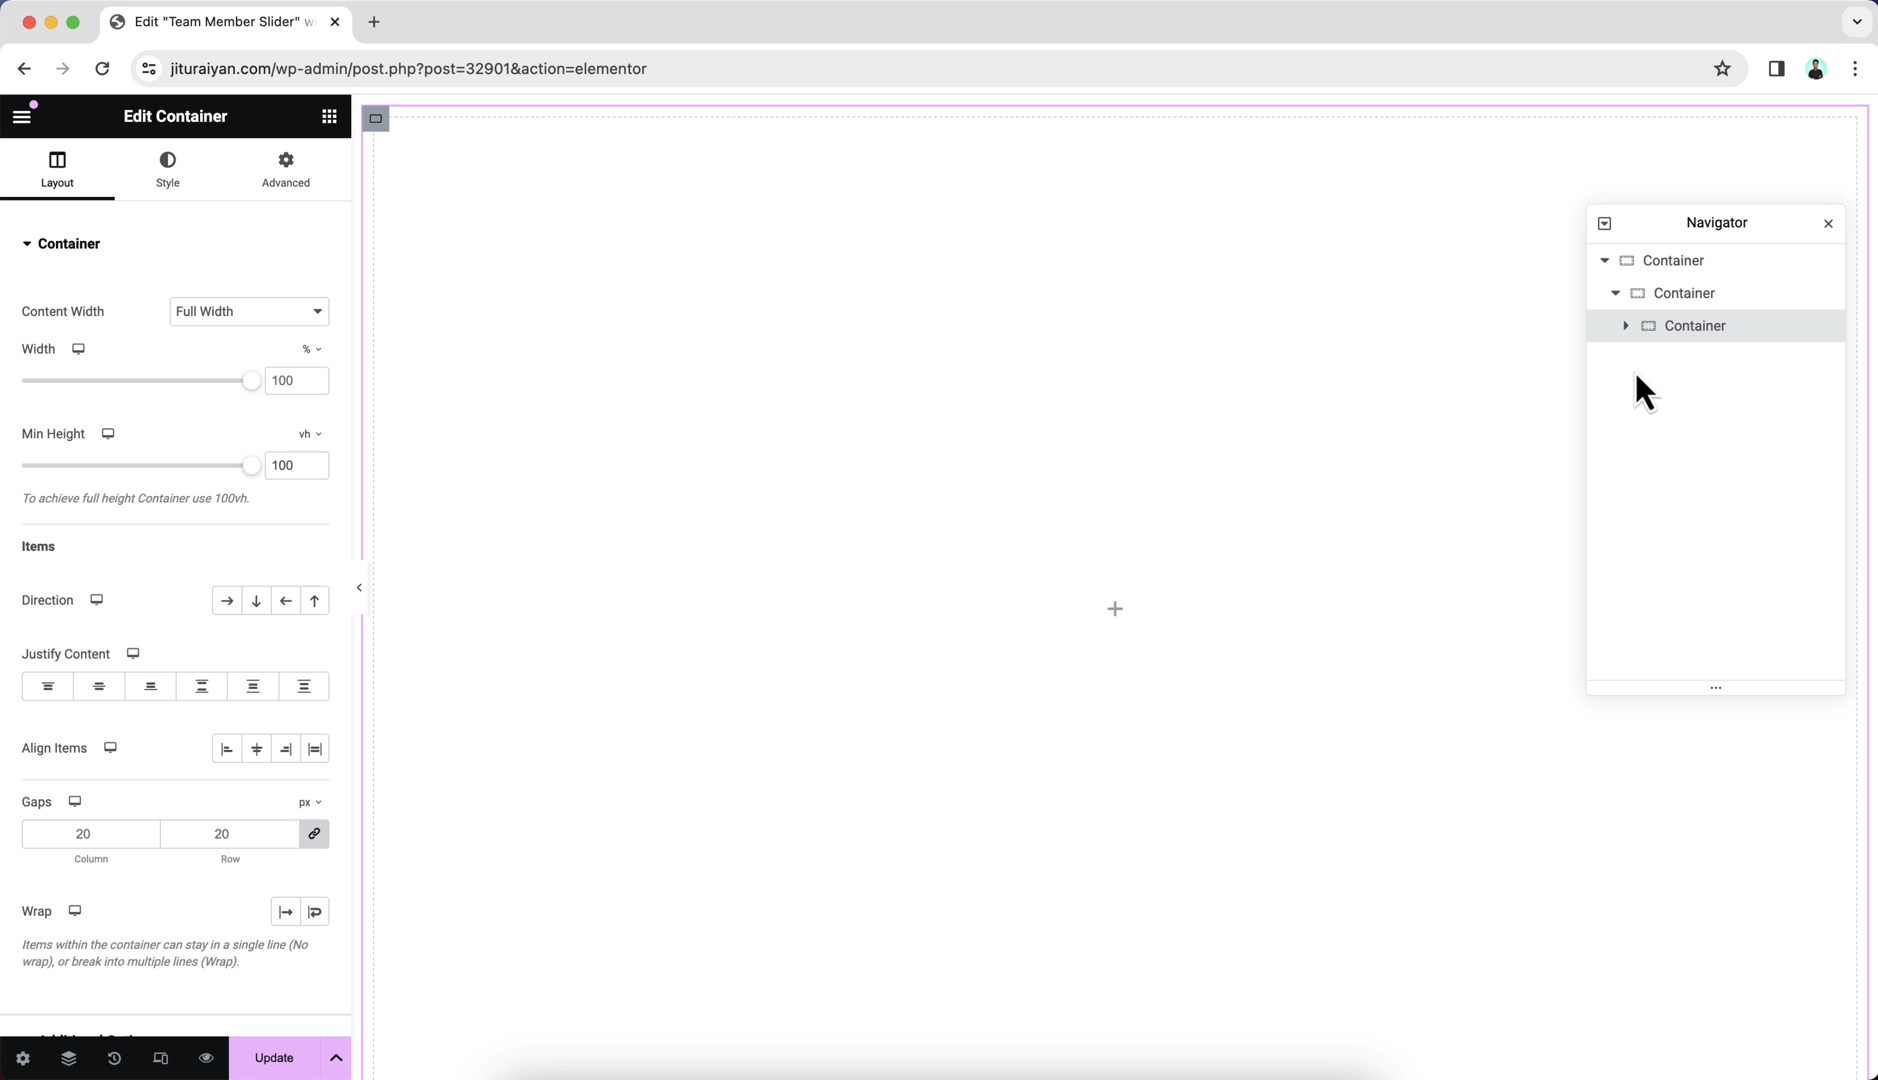 Edit "Team Member Slider" w
jituraiyan.com/wp-admin/post.php?post=32901&action=elementor
Edit Container
Layout
Style
Advanced
Container
Content Width
Full Width
Width
%
100
Min Height
vh
100
To achieve full height Container use 100vh.
Items
Direction
Justify Content
Align Items
Gaps
px
20
20
Column
Row
Wrap
Items within the container can stay in a single line (No
wrap), or break into multiple lines (Wrap).
Update
Navigator
Container
Container
Container